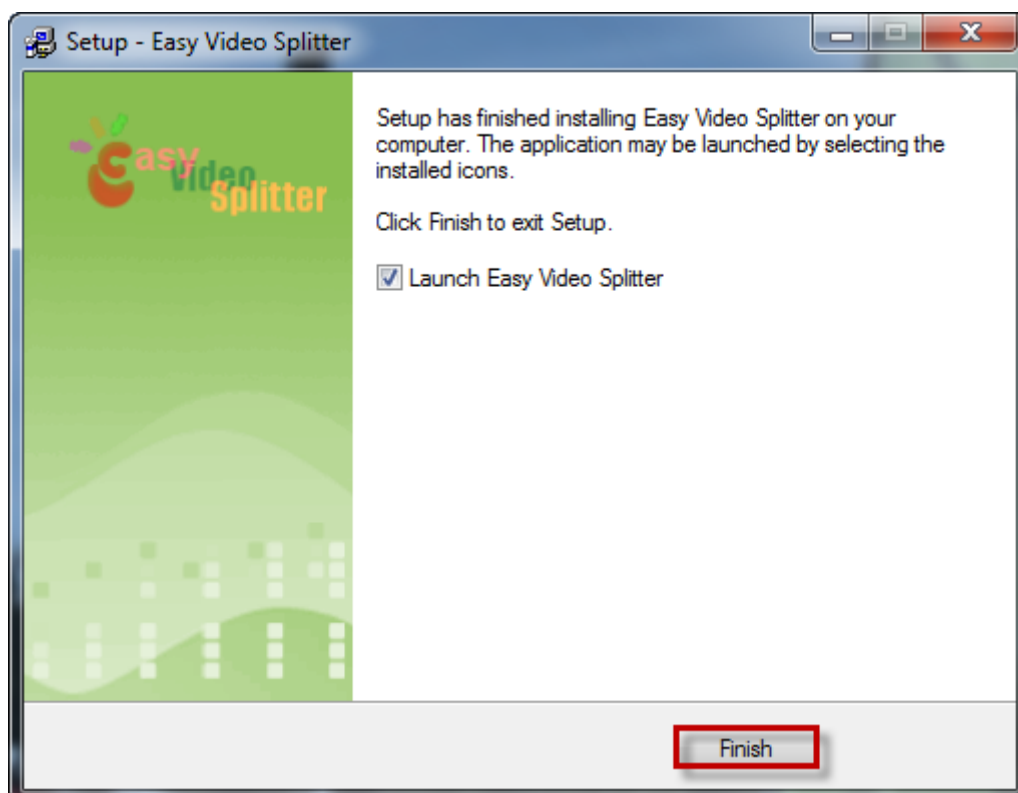 Setup - Easy Video Splitter
Easy
Video
Splitter
Setup has finished installing Easy Video Splitter on your
computer. The application may be launched by selecting the
installed icons.
Click Finish to exit Setup.
Launch Easy Video Splitter
Finish